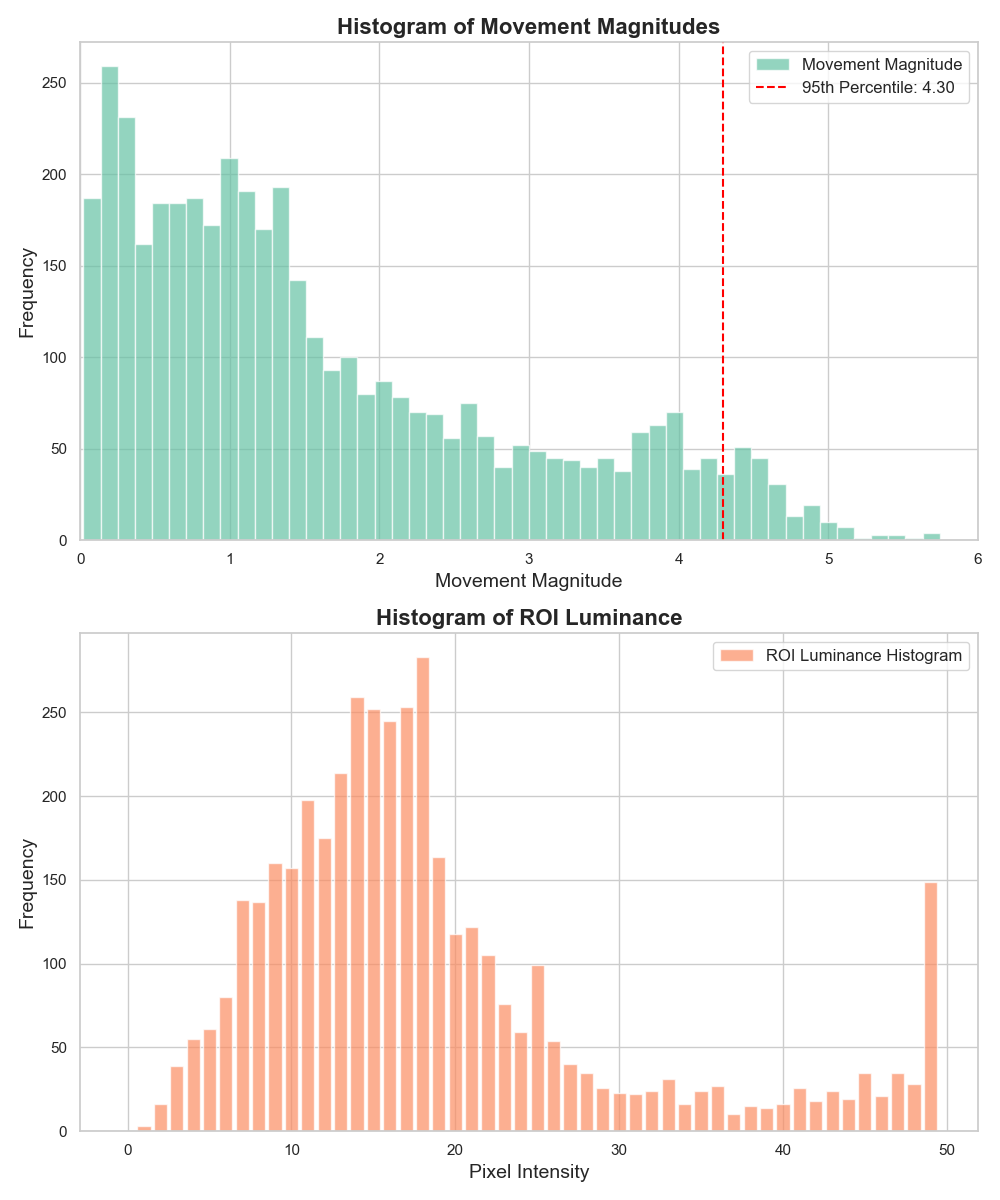 Histogram of Movement Magnitudes
Movement Magnitude
95th Percentile: 4.30
Frequency
250
200
150
100
50
0
0 1 2 3 4 5 6
Movement Magnitude
Histogram of ROI Luminance
ROI Luminance Histogram
Frequency
250
200
150
100
50
0
0 10 20 30 40 50
Pixel Intensity